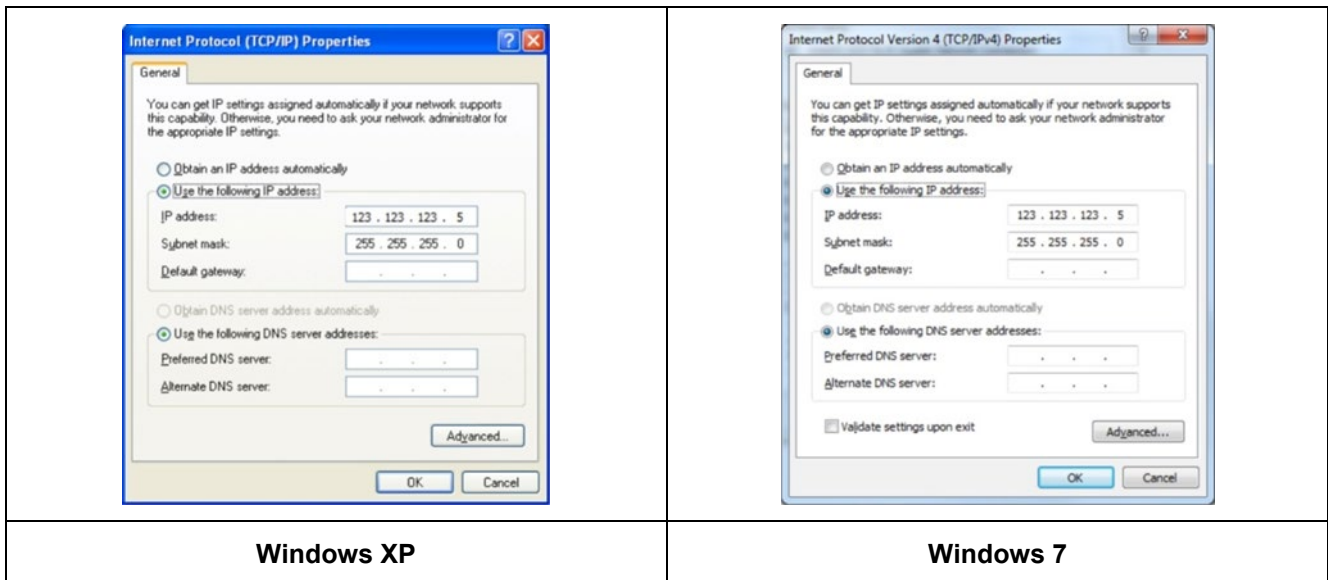 Internet Protocol (TCP/IP) Properties
General
You can get IP settings assigned automatically if your network supports
this capability. Otherwise, you need to ask your network administrator for
the appropriate IP settings.
Obtain an IP address automatically
Use the following IP address:
IP address: 123 . 123 . 123 . 5
Subnet mask: 255 . 255 . 255 . 0
Default gateway: . . .
Obtain DNS server address automatically
Use the following DNS server addresses:
Preferred DNS server: . . .
Alternate DNS server: . . .
Advanced...
OK Cancel
Windows XP
Internet Protocol Version 4 (TCP/IPv4) Properties
General
You can get IP settings assigned automatically if your network supports
this capability. Otherwise, you need to ask your network administrator
for the appropriate IP settings.
Obtain an IP address automatically
Use the following IP address:
IP address: 123 . 123 . 123 . 5
Subnet mask: 255 . 255 . 255 . 0
Default gateway: . . .
Obtain DNS server address automatically
Use the following DNS server addresses:
Preferred DNS server: . . .
Alternate DNS server: . . .
Validate settings upon exit
Advanced...
OK Cancel
Windows 7